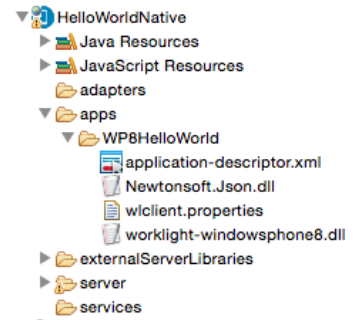 HelloWorldNative
Java Resources
JavaScript Resources
adapters
apps
WP8HelloWorld
application-descriptor.xml
Newtonsoft.Json.dll
wlclient.properties
worklight-windowsphone8.dll
externalServerLibraries
server
services